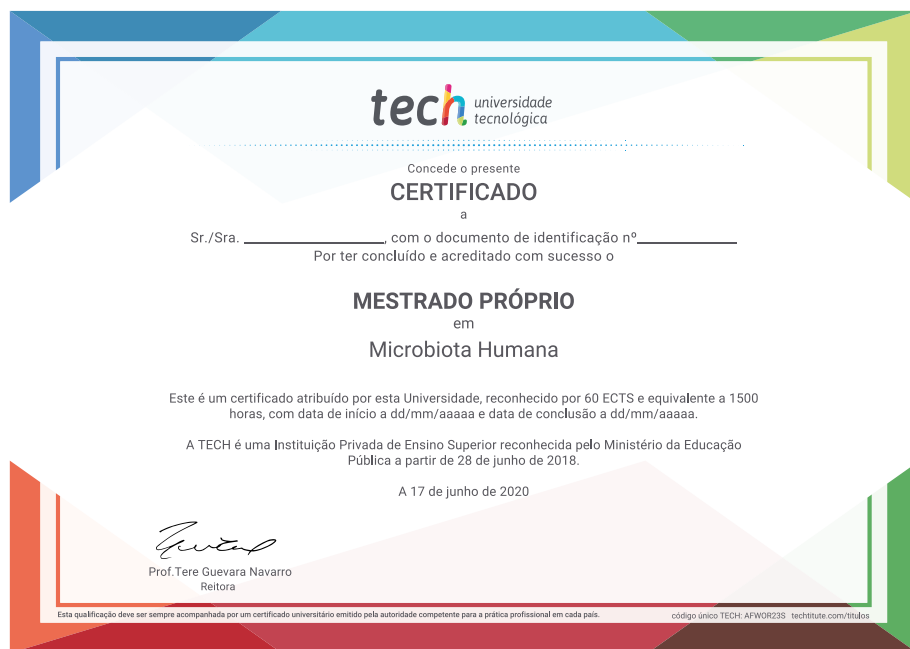 tech universidade
tecnológica
Concede o presente
CERTIFICADO
a
Sr./Sra. ____________________, com o documento de identificação nº______________
Por ter concluído e acreditado com sucesso o
MESTRADO PRÓPRIO
em
Microbiota Humana
Este é um certificado atribuído por esta Universidade, reconhecido por 60 ECTS e equivalente a 1500
horas, com data de início a dd/mm/aaaaa e data de conclusão a dd/mm/aaaaa.
A TECH é uma Instituição Privada de Ensino Superior reconhecida pelo Ministério da Educação
Pública a partir de 28 de junho de 2018.
A 17 de junho de 2020
Prof.Tere Guevara Navarro
Reitora
Esta qualificação deve ser sempre acompanhada por um certificado universitário emitido pela autoridade competente para a prática profissional em cada país.
código único TECH: AFWOR23S techtitute.com/títulos